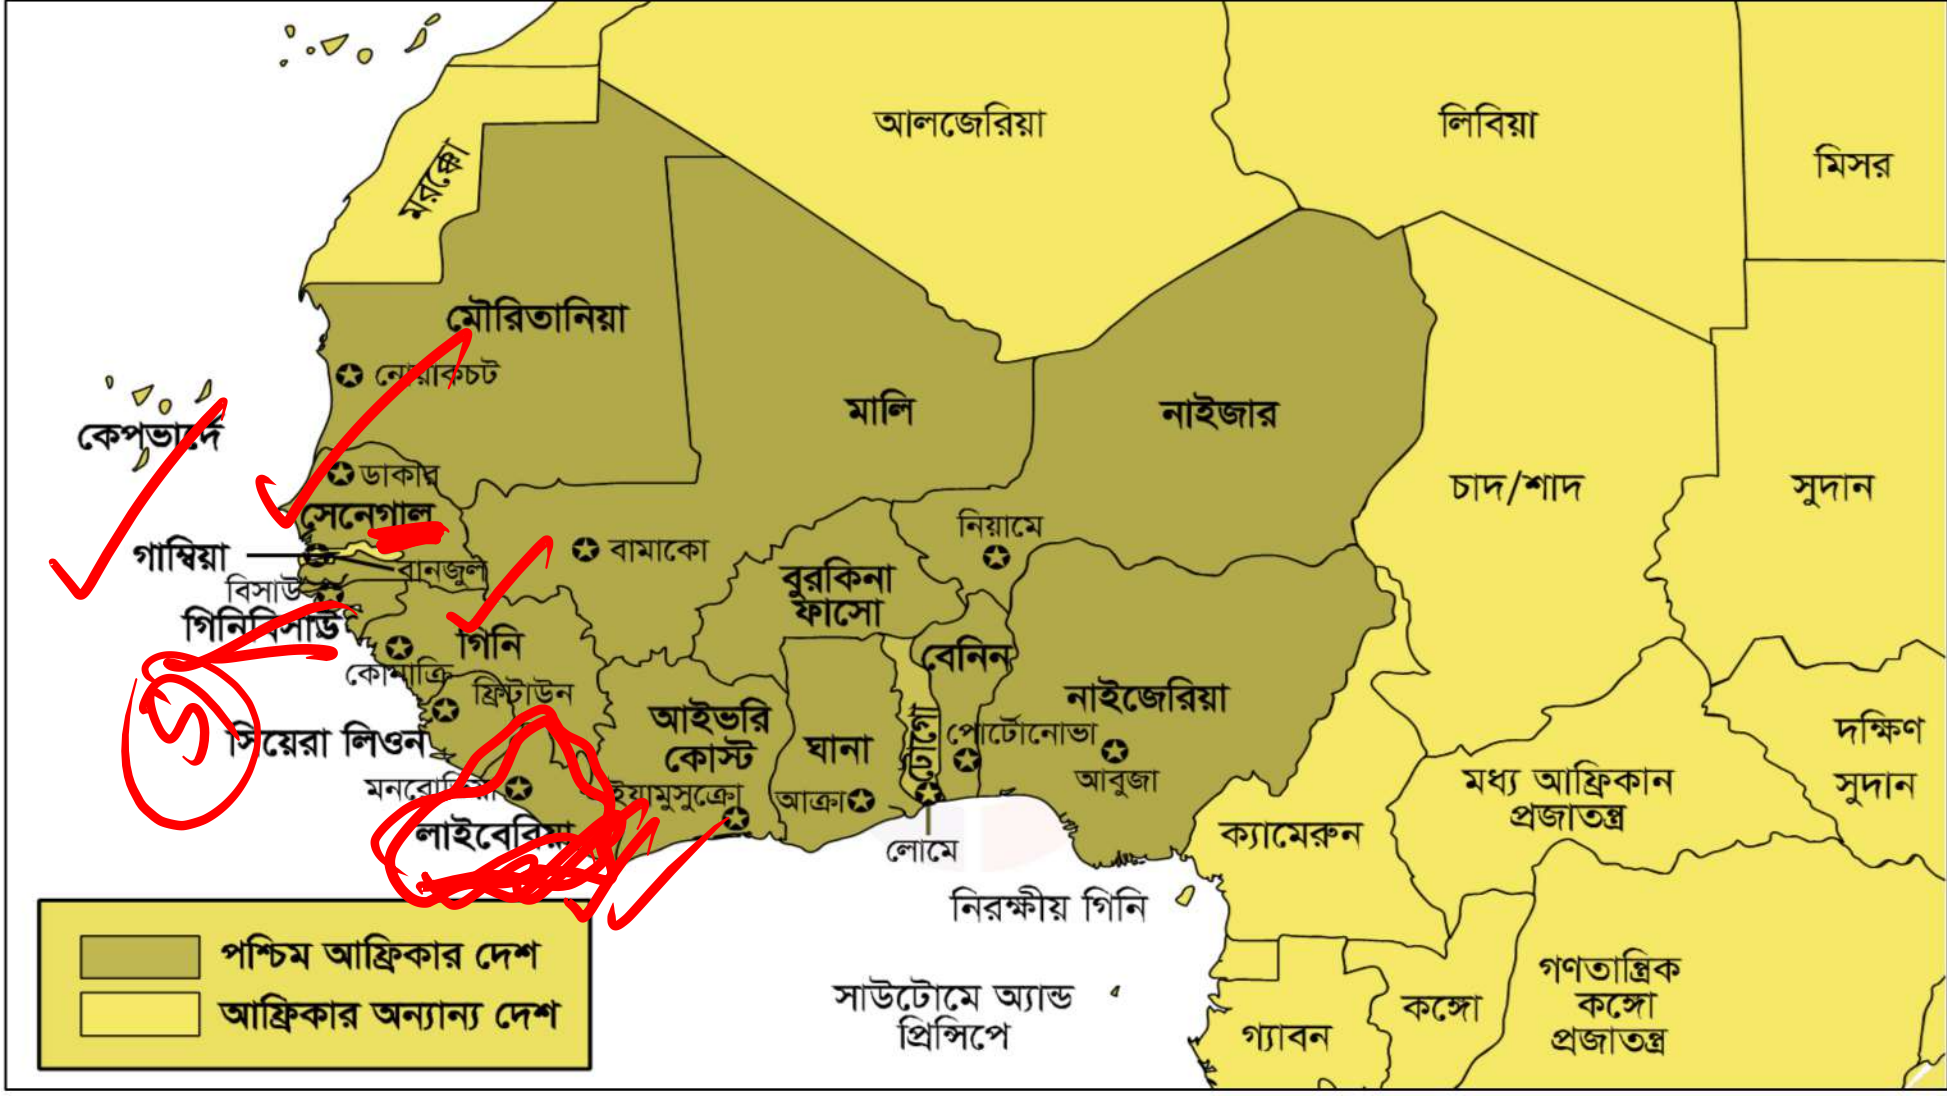 আলজেরিয়া
লিবিয়া
মিসর
মরক্কো
মৌরিতানিয়া
নোয়াকচট
মালি
নাইজার
কেপভার্দে
ডাকার
সেনেগাল
চাদ/শাদ
সুদান
নিয়ামে
গাম্বিয়া
বানজুল
বামাকো
বিসাউ
বুরকিনা
ফাসো
গিনিবিসাউ
গিনি
বেনিন
কোনাক্রি
ফ্রিটাউন
নাইজেরিয়া
আইভরি
কোস্ট
সিয়েরা লিওন
ঘানা
টোগো
পোর্টোনোভা
আবুজা
দক্ষিণ
সুদান
মধ্য আফ্রিকান
প্রজাতন্ত্র
মনরোভিয়া
ইয়ামুসুক্রো
আক্রা
লাইবেরিয়া
লোমে
ক্যামেরুন
নিরক্ষীয় গিনি
পশ্চিম আফ্রিকার দেশ
আফ্রিকার অন্যান্য দেশ
সাউটোমে অ্যান্ড
প্রিন্সিপে
গ্যাবন
কঙ্গো
গণতান্ত্রিক
কঙ্গো
প্রজাতন্ত্র